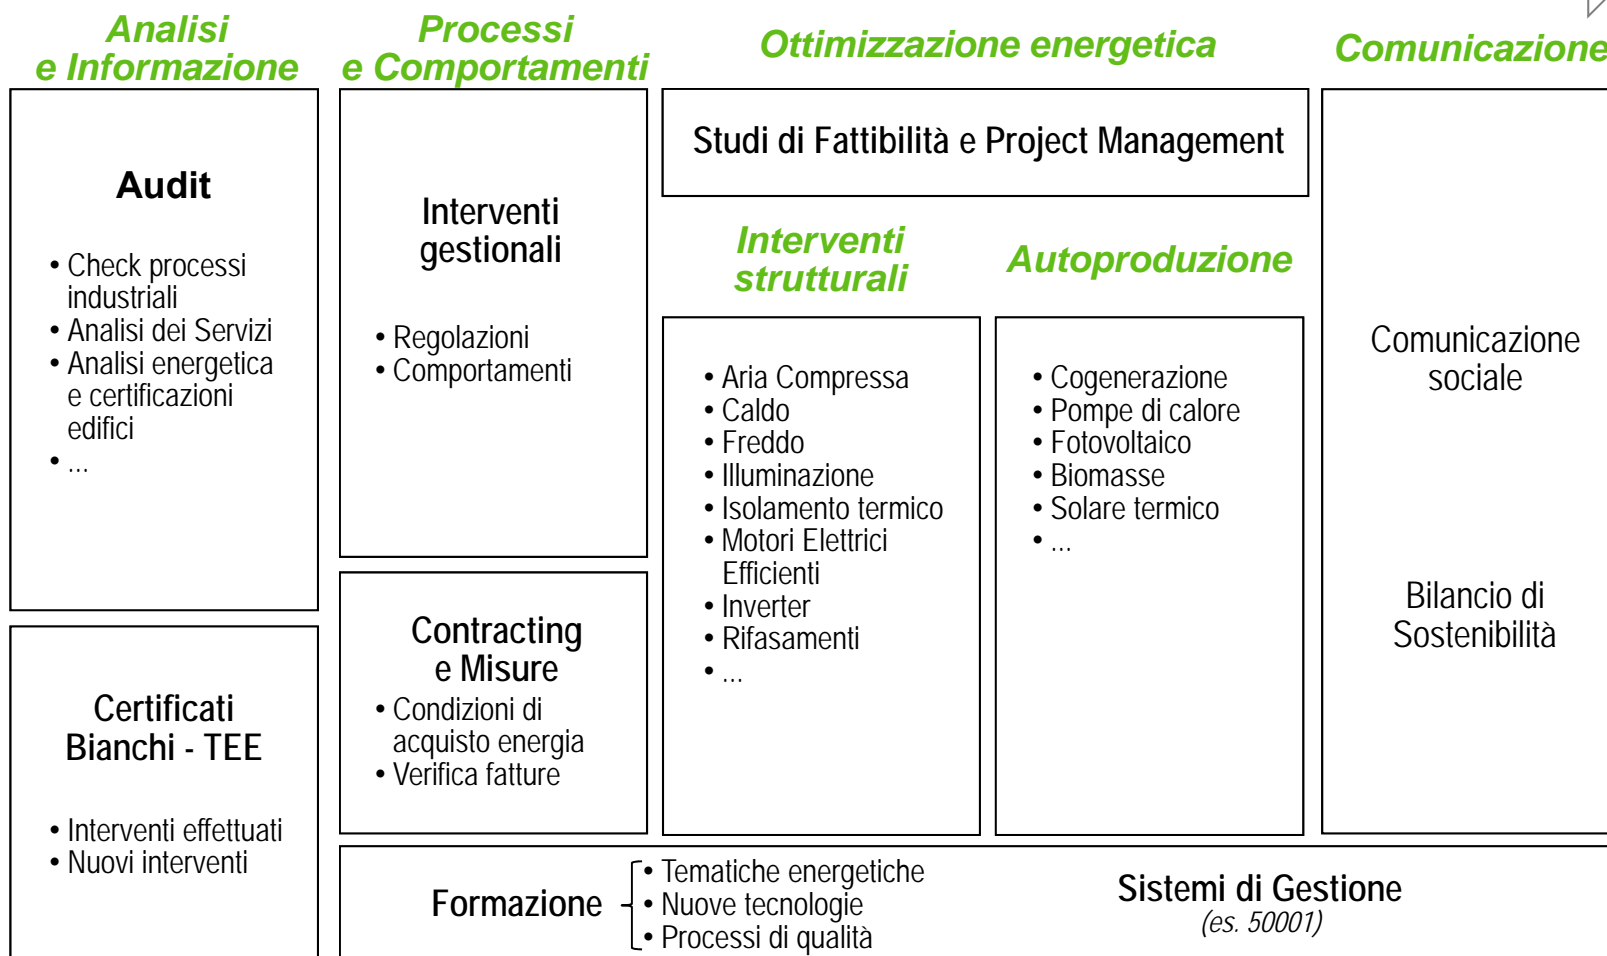 Analisi
e Informazione
Processi
e Comportamenti
Ottimizzazione energetica
Comunicazione
Audit
• Check processi
industriali
• Analisi dei Servizi
• Analisi energetica
e certificazioni
edifici
• ...
Certificati
Bianchi - TEE
• Interventi effettuati
• Nuovi interventi
Interventi
gestionali
• Regolazioni
• Comportamenti
Contracting
e Misure
• Condizioni di
acquisto energia
• Verifica fatture
Studi di Fattibilità e Project Management
Interventi
strutturali
• Aria Compressa
• Caldo
• Freddo
• Illuminazione
• Isolamento termico
• Motori Elettrici
Efficienti
• Inverter
• Rifasamenti
• ...
Autoproduzione
• Cogenerazione
• Pompe di calore
• Fotovoltaico
• Biomasse
• Solare termico
• ...
Comunicazione
sociale
Bilancio di
Sostenibilità
Formazione
• Tematiche energetiche
• Nuove tecnologie
• Processi di qualità
Sistemi di Gestione
(es. 50001)